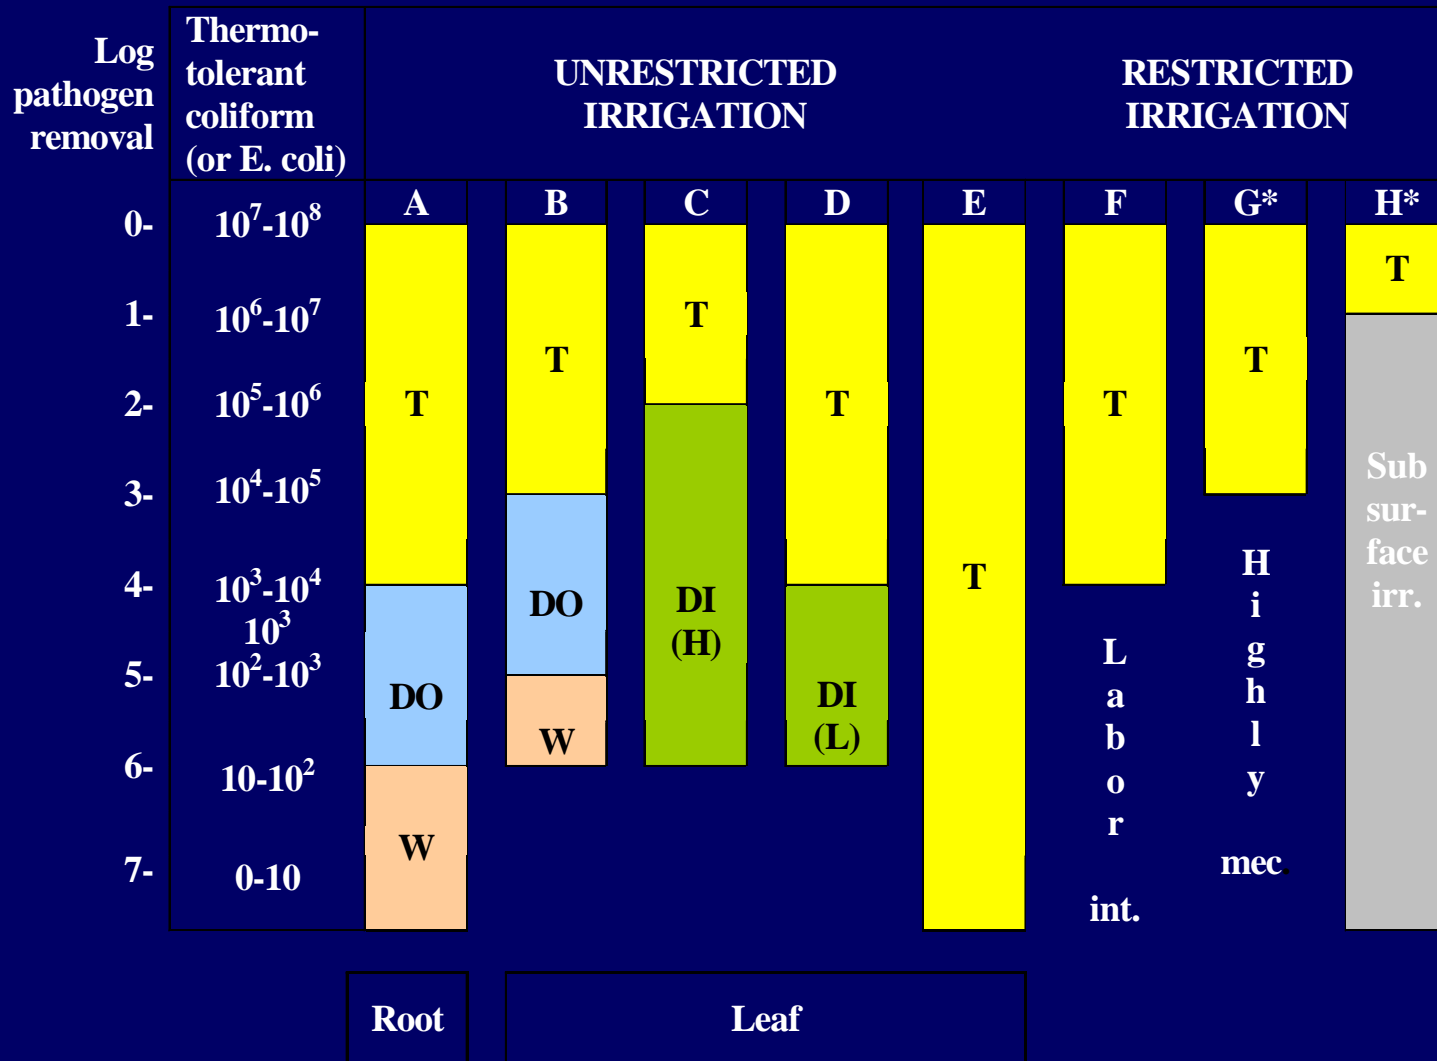 Log
pathogen
removal
Thermo-
tolerant
coliform
(or E. coli)
UNRESTRICTED
IRRIGATION
RESTRICTED
IRRIGATION
A B C D E F G* H*
0- 10⁷-10⁸
1- 10⁶-10⁷
2- 10⁵-10⁶
3- 10⁴-10⁵
4- 10³-10⁴
10³
5- 10²-10³
6- 10-10²
7- 0-10
T
DO
W
T
DO
W
T
DI
(H)
T
DI
(L)
T
T
L
a
b
o
r
int.
T
H
i
g
h
l
y
mec.
T
Sub
sur-
face
irr.
Root
Leaf